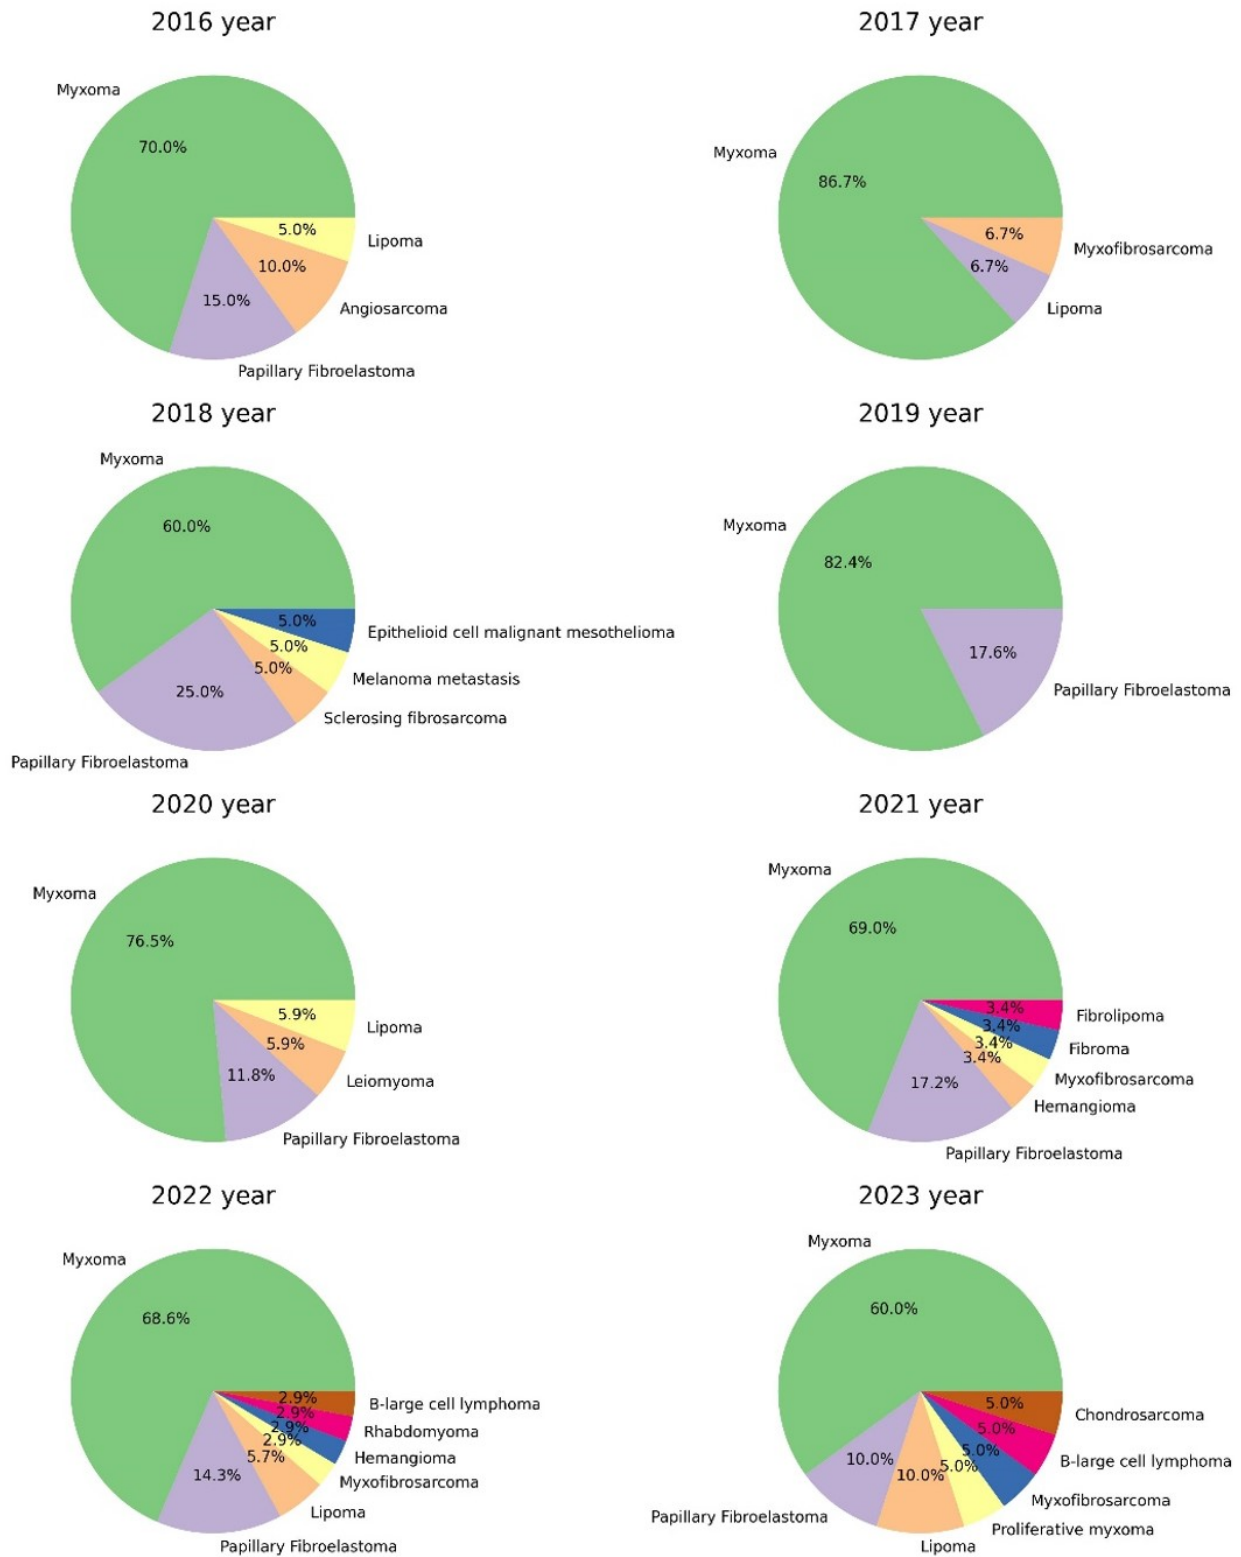 2016 year
Myxoma
70.0%
5.0%
Lipoma
10.0%
Angiosarcoma
15.0%
Papillary Fibroelastoma
2017 year
Myxoma
86.7%
6.7%
Myxofibrosarcoma
6.7%
Lipoma
2018 year
Myxoma
60.0%
5.0%
Epithelioid cell malignant mesothelioma
5.0%
Melanoma metastasis
5.0%
Sclerosing fibrosarcoma
25.0%
Papillary Fibroelastoma
2019 year
Myxoma
82.4%
17.6%
Papillary Fibroelastoma
2020 year
Myxoma
76.5%
5.9%
Lipoma
5.9%
Leiomyoma
11.8%
Papillary Fibroelastoma
2021 year
Myxoma
69.0%
3.4%
Fibrolipoma
3.4%
Fibroma
3.4%
Myxofibrosarcoma
3.4%
Hemangioma
17.2%
Papillary Fibroelastoma
2022 year
Myxoma
68.6%
2.9%
B-large cell lymphoma
2.9%
Rhabdomyoma
2.9%
Hemangioma
2.9%
Myxofibrosarcoma
5.7%
Lipoma
14.3%
Papillary Fibroelastoma
2023 year
Myxoma
60.0%
5.0%
Chondrosarcoma
5.0%
B-large cell lymphoma
5.0%
Myxofibrosarcoma
5.0%
Proliferative myxoma
10.0%
Lipoma
10.0%
Papillary Fibroelastoma